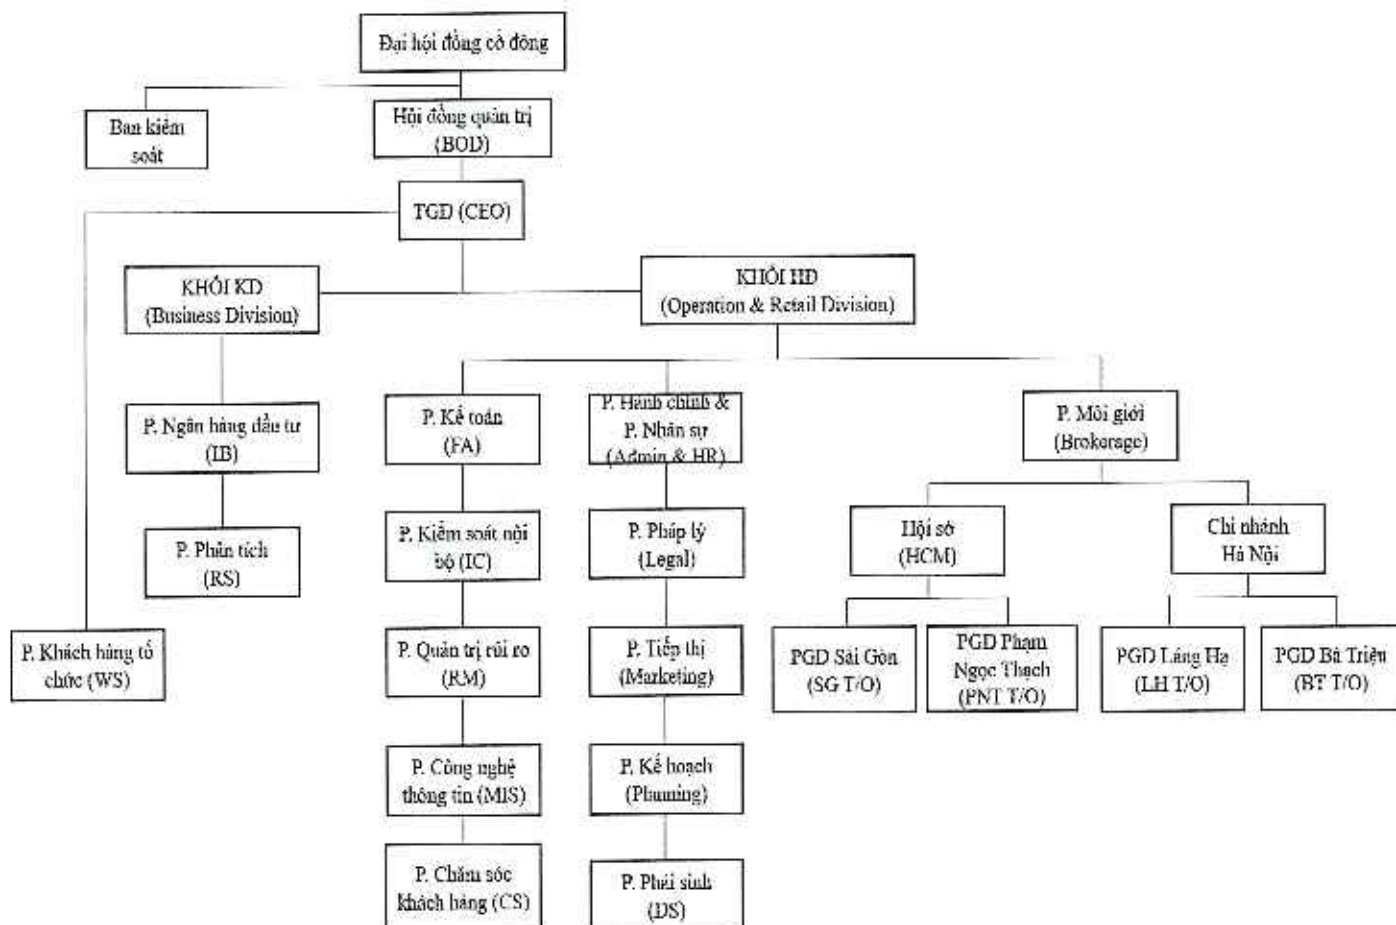 Đại hội đồng cổ đông
Ban kiểm
soát
Hội đồng quản trị
(BOD)
TGD (CEO)
KHỐI KD
(Business Division)
KHỐI HĐ
(Operation & Retail Division)
P. Ngân hàng đầu tư
(IB)
P. Kế toán
(FA)
P. Hành chính &
P. Nhân sự
(Admin & HR)
P. Môi giới
(Brokerage)
P. Phân tích
(RS)
P. Kiểm soát nội
bộ (IC)
P. Pháp lý
(Legal)
Hội sở
(HCM)
Chi nhánh
Hà Nội
P. Khách hàng tổ
chức (WS)
P. Quản trị rủi ro
(RM)
P. Tiếp thị
(Marketing)
PGD Sài Gòn
(SG T/O)
PGD Phạm
Ngọc Thạch
(PNT T/O)
PGD Láng Hạ
(LH T/O)
PGD Bà Triệu
(BT T/O)
P. Công nghệ
thông tin (MIS)
P. Kế hoạch
(Planning)
P. Chăm sóc
khách hàng (CS)
P. Phái sinh
(DS)